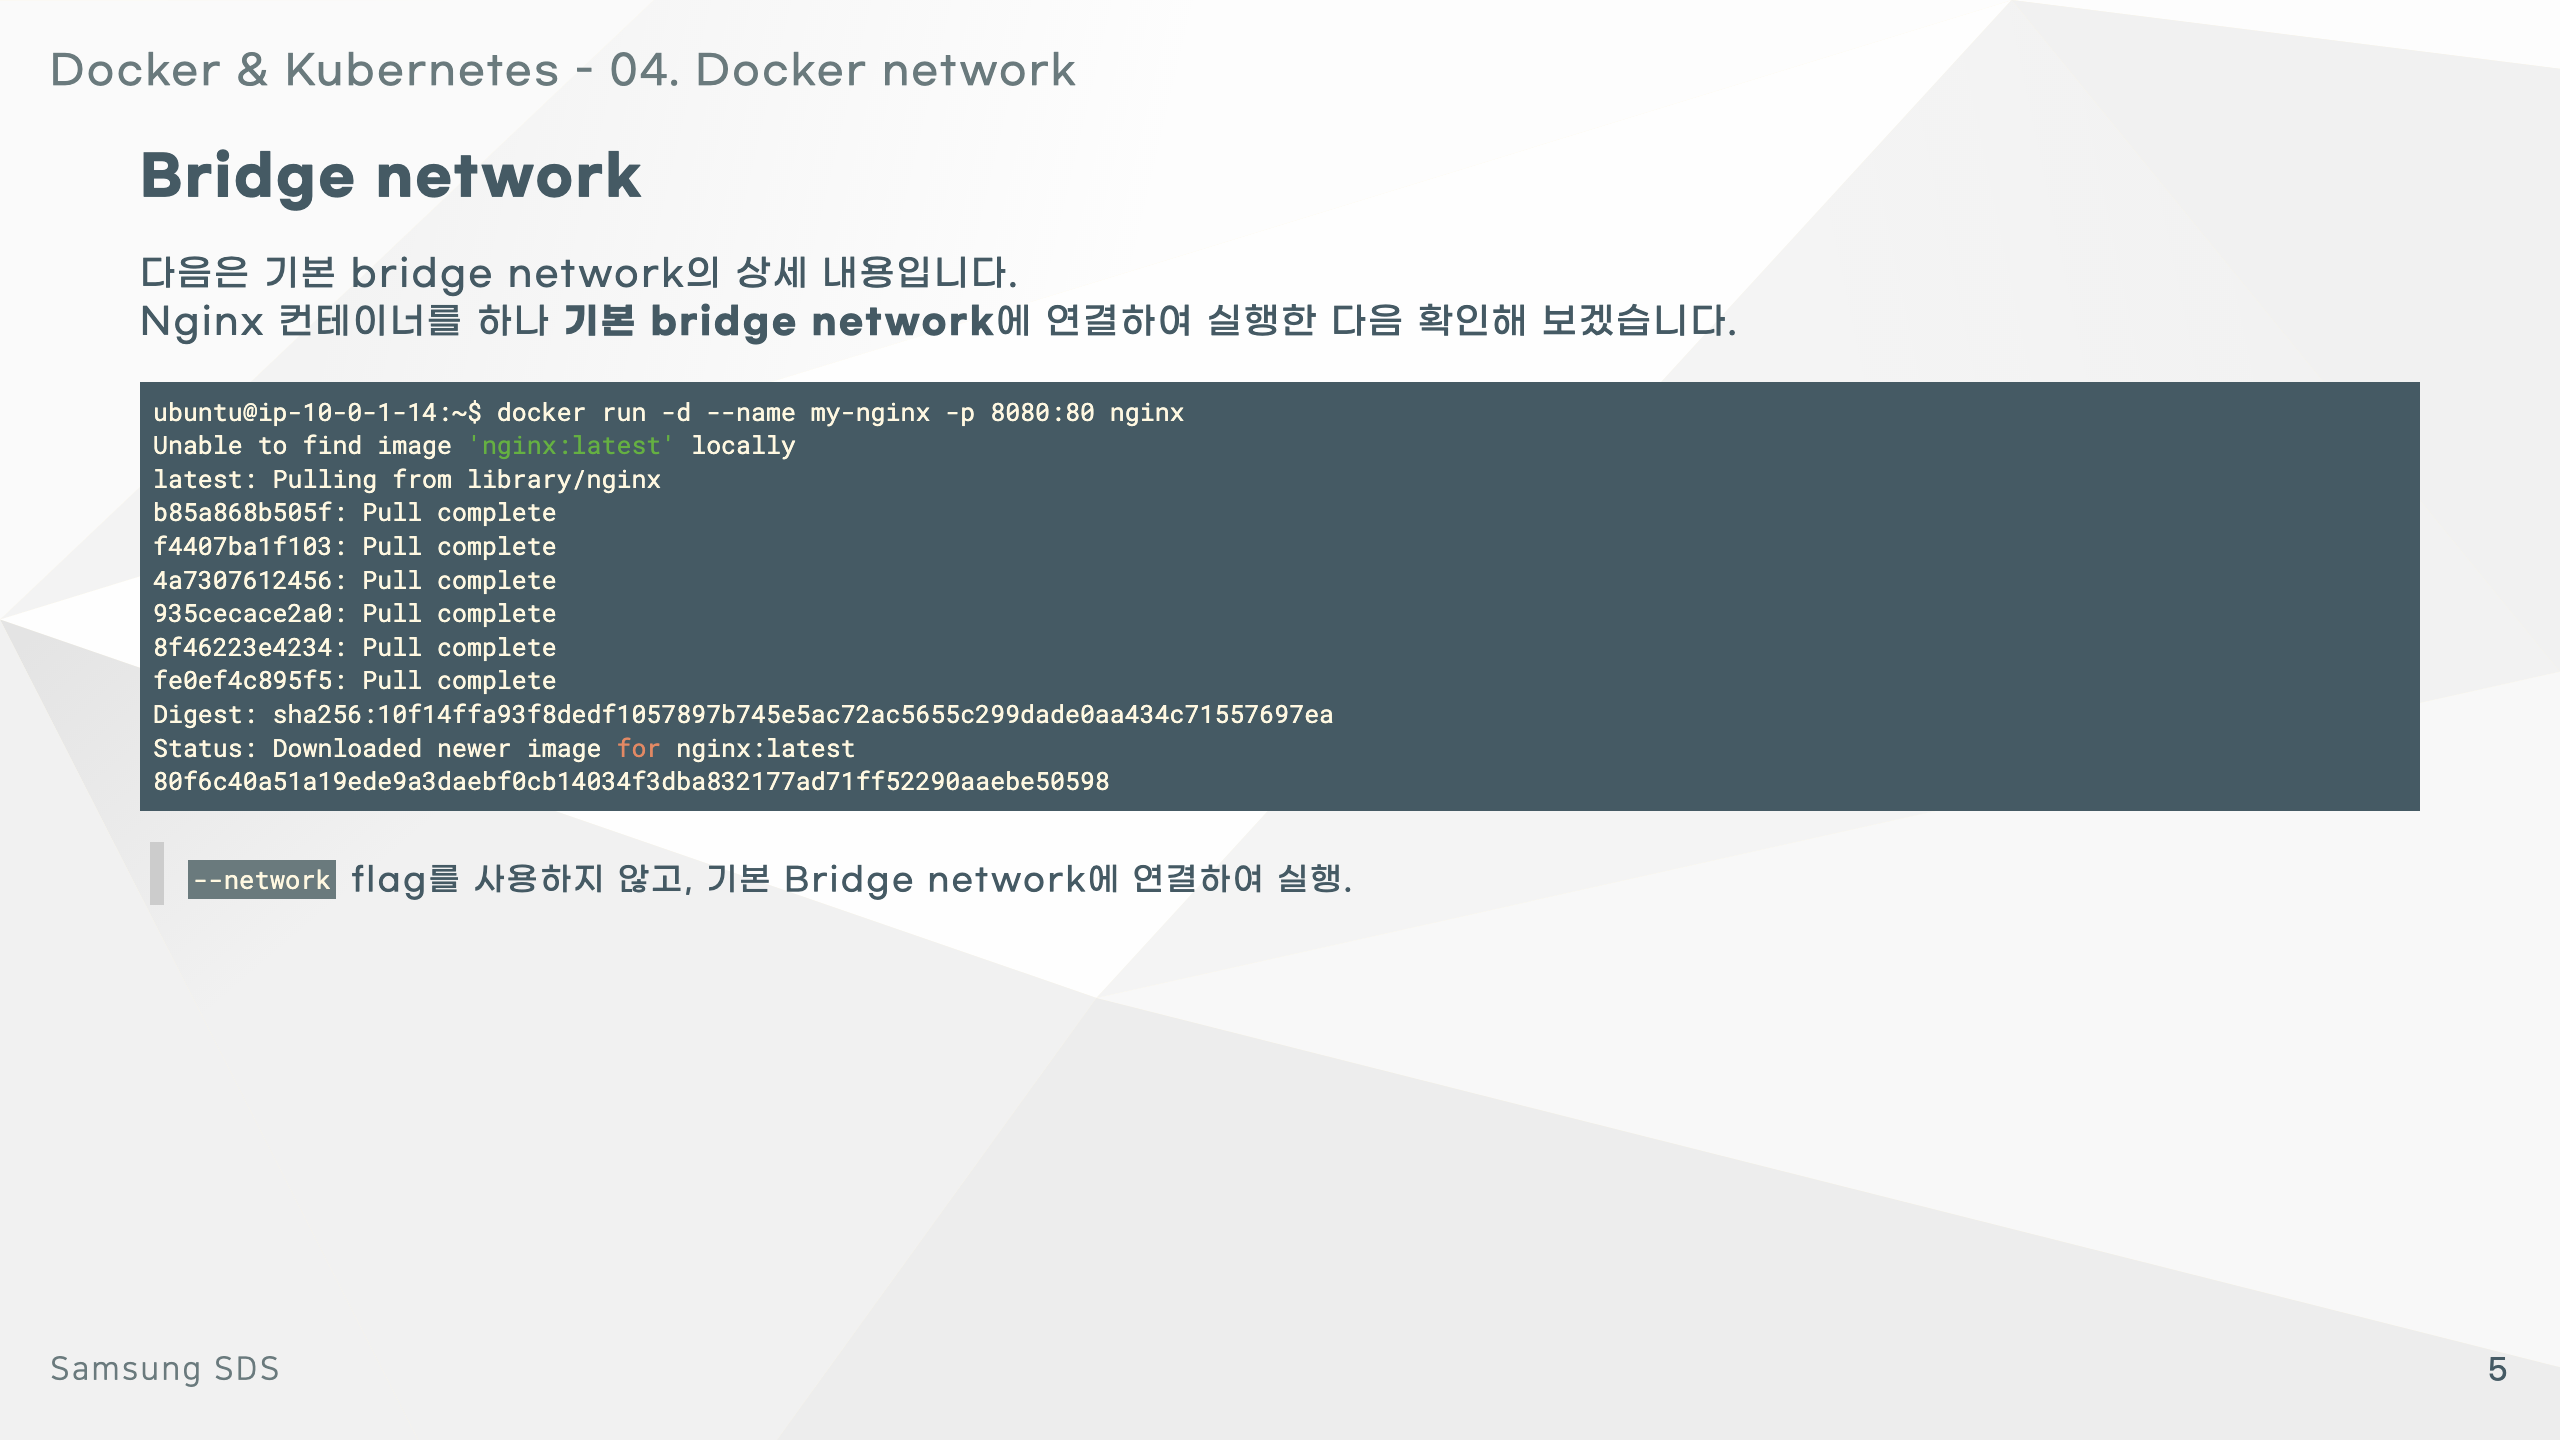 Docker & Kubernetes - 04. Docker network
Bridge network
다음은 기본 bridge network의 상세 내용입니다.
Nginx 컨테이너를 하나 기본 bridge network에 연결하여 실행한 다음 확인해 보겠습니다.
ubuntu@ip-10-0-1-14:~$ docker run -d --name my-nginx -p 8080:80 nginx
Unable to find image 'nginx:latest' locally
latest: Pulling from library/nginx
b85a868b505f: Pull complete
f4407ba1f103: Pull complete
4a7307612456: Pull complete
935cecace2a0: Pull complete
8f46223e4234: Pull complete
fe0ef4c895f5: Pull complete
Digest: sha256:10f14ffa93f8dedf1057897b745e5ac72ac5655c299dade0aa434c71557697ea
Status: Downloaded newer image for nginx:latest
80f6c40a51a19ede9a3daebf0cb14034f3dba832177ad71ff52290aaebe50598
--network flag를 사용하지 않고, 기본 Bridge network에 연결하여 실행.
Samsung SDS
5